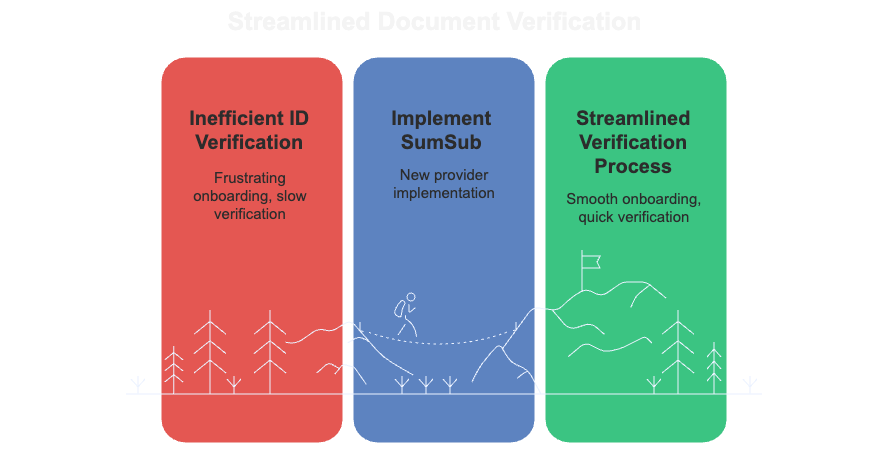 Streamlined Document Verification
Inefficient ID
Verification
Frustrating
onboarding, slow
verification
Implement
SumSub
New provider
implementation
Streamlined
Verification
Process
Smooth onboarding,
quick verification